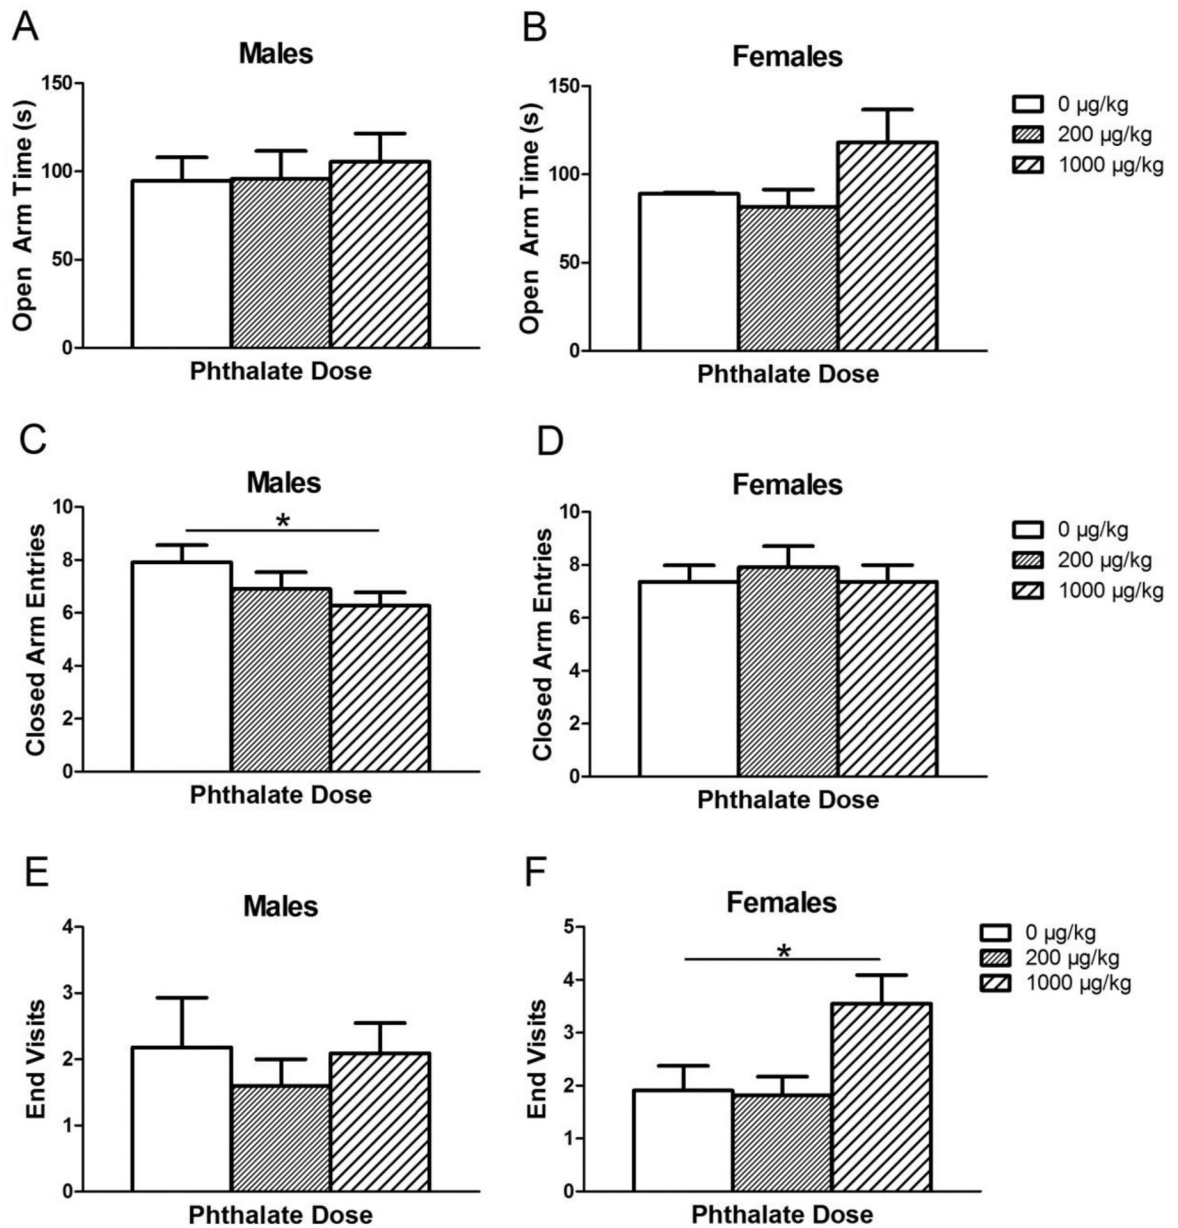 A
Males
Open Arm Time (s)
150
100
50
0
Phthalate Dose
B
Females
Open Arm Time (s)
150
100
50
0
Phthalate Dose
0 µg/kg
200 µg/kg
1000 µg/kg
C
Males
Closed Arm Entries
10
8
6
4
2
0
*
Phthalate Dose
D
Females
Closed Arm Entries
10
8
6
4
2
0
Phthalate Dose
0 µg/kg
200 µg/kg
1000 µg/kg
E
Males
End Visits
4
3
2
1
0
Phthalate Dose
F
Females
End Visits
5
4
3
2
1
0
*
Phthalate Dose
0 µg/kg
200 µg/kg
1000 µg/kg